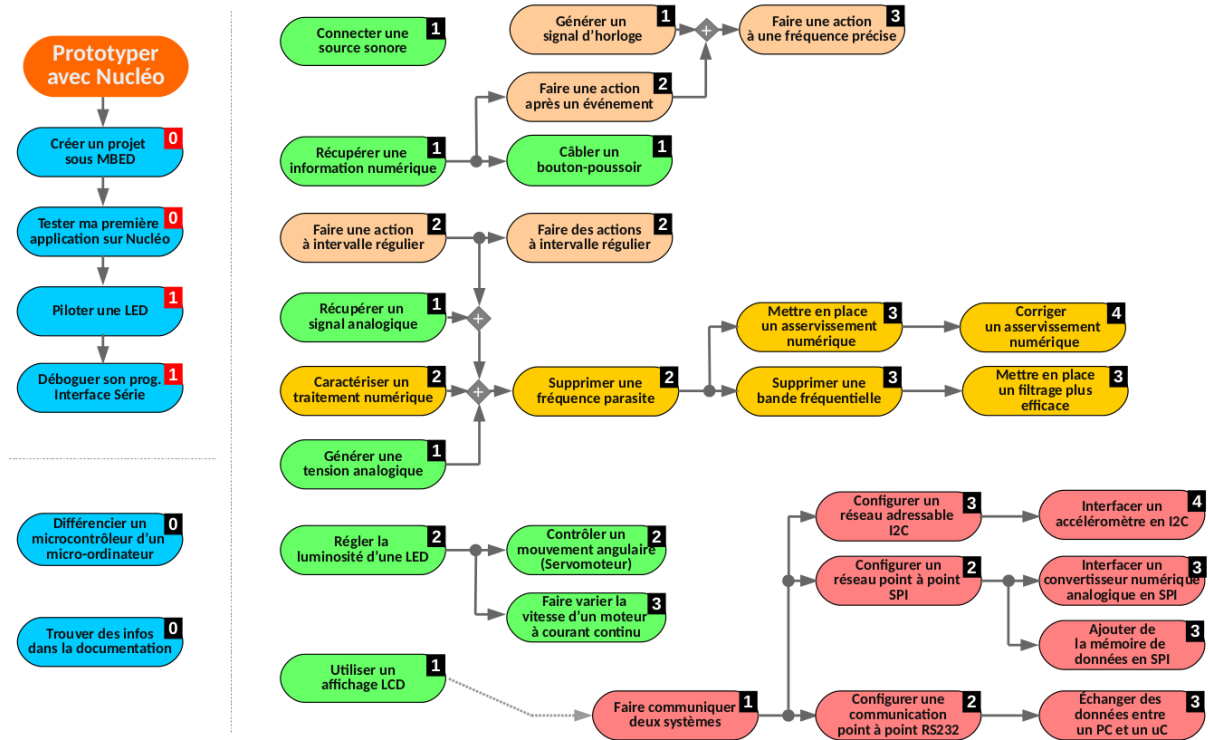 Prototyper
avec Nucléo
0
Créer un projet
sous MBED
0
Tester ma première
application sur Nucléo
1
Piloter une LED
1
Déboguer son prog.
Interface Série
0
Différencier un
microcontrôleur d'un
micro-ordinateur
0
Trouver des infos
dans la documentation
1
Connecter une
source sonore
1
Générer un
signal d'horloge
+
3
Faire une action
à une fréquence précise
2
Faire une action
après un événement
1
Récupérer une
information numérique
1
Câbler un
bouton-poussoir
2
Faire une action
à intervalle régulier
2
Faire des actions
à intervalle régulier
1
Récupérer un
signal analogique
+
2
Caractériser un
traitement numérique
+
2
Supprimer une
fréquence parasite
3
Mettre en place
un asservissement
numérique
4
Corriger
un asservissement
numérique
3
Supprimer une
bande fréquentielle
3
Mettre en place
un filtrage plus
efficace
1
Générer une
tension analogique
2
Régler la
luminosité d'une LED
2
Contrôler un
mouvement angulaire
(Servomoteur)
3
Faire varier la
vitesse d'un moteur
à courant continu
1
Utiliser un
affichage LCD
1
Faire communiquer
deux systèmes
3
Configurer un
réseau adressable
I2C
4
Interfacer un
accéléromètre en I2C
2
Configurer un
réseau point à point
SPI
3
Interfacer un
convertisseur numérique
analogique en SPI
3
Ajouter de
la mémoire de
données en SPI
2
Configurer une
communication
point à point RS232
3
Échanger des
données entre
un PC et un uC